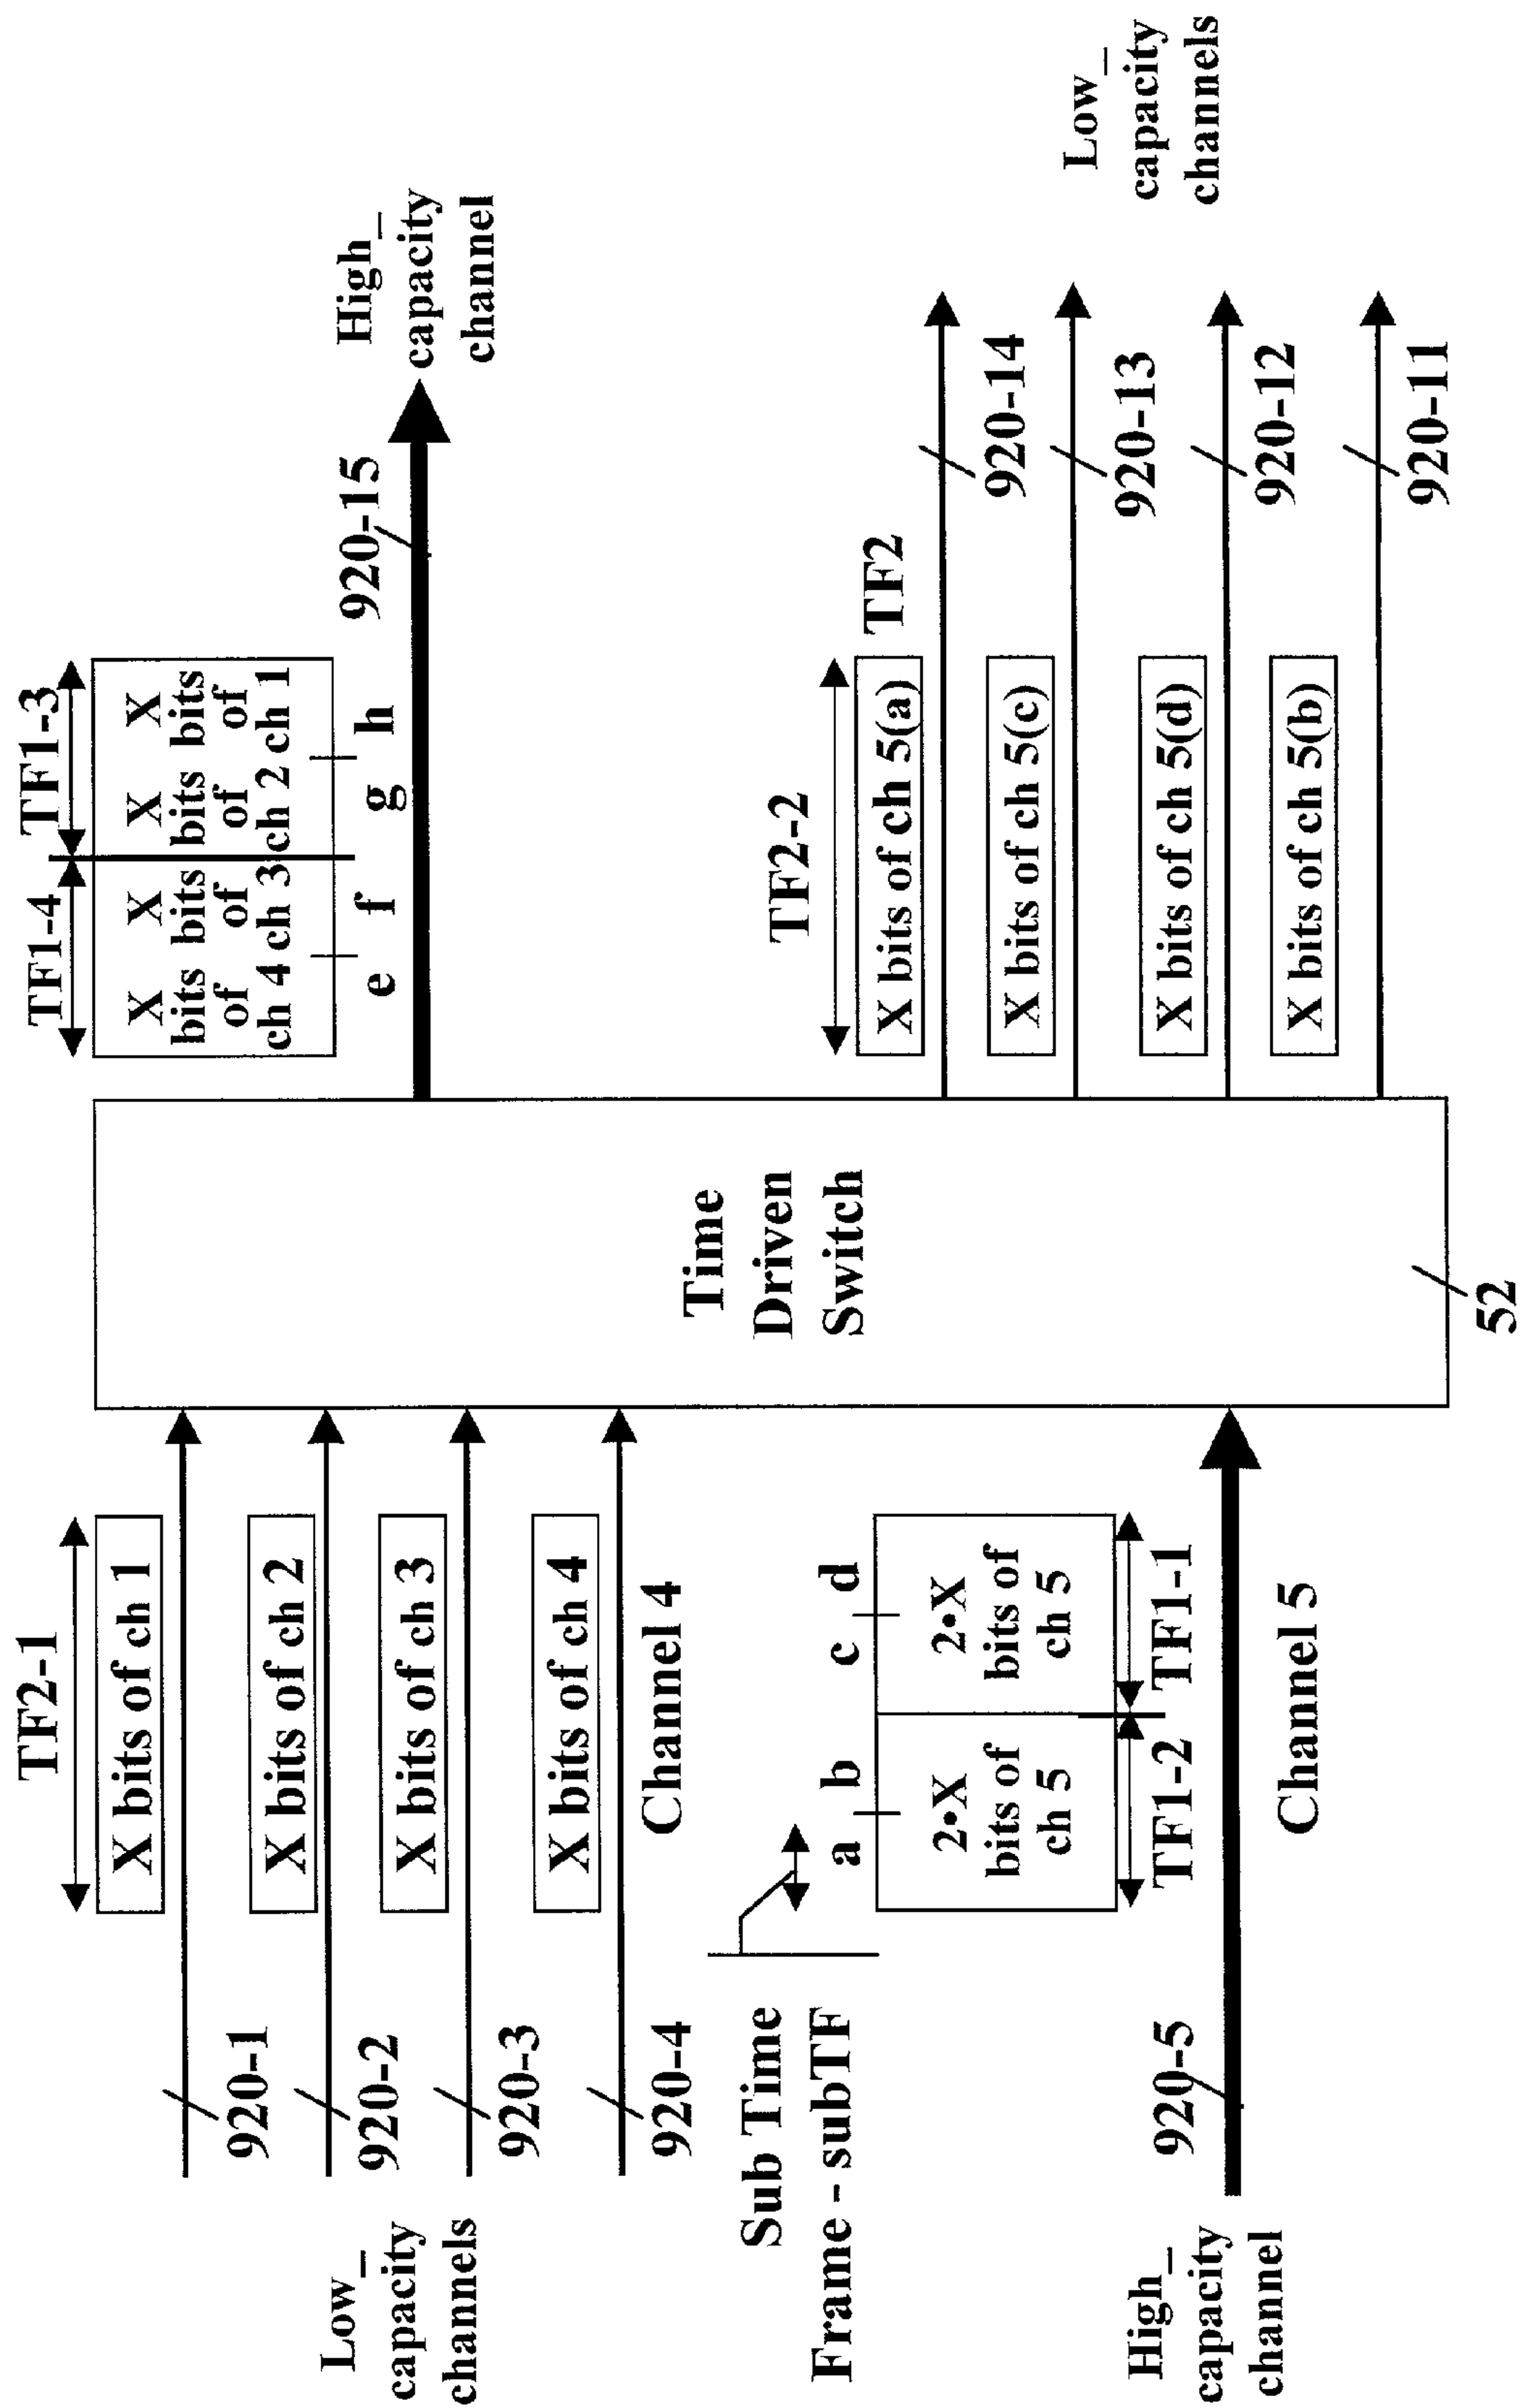 Low_
capacity
channels
920-1
920-2
920-3
920-4
TF2-1
X bits of ch 1
X bits of ch 2
X bits of ch 3
X bits of ch 4
Channel 4
Sub Time
Frame - subTF
a b c d
2•X
bits of
ch 5
2•X
bits of
ch 5
TF1-2
TF1-1
High_
capacity
channel
920-5
Channel 5
Time
Driven
Switch
52
TF1-4
TF1-3
X X X X
bits bits bits bits
of of of of
ch 4 ch 3 ch 2 ch 1
e f g h
920-15
High_
capacity
channel
TF2-2
X bits of ch 5(a)
TF2
X bits of ch 5(c)
X bits of ch 5(d)
X bits of ch 5(b)
920-14
920-13
920-12
920-11
Low_
capacity
channels